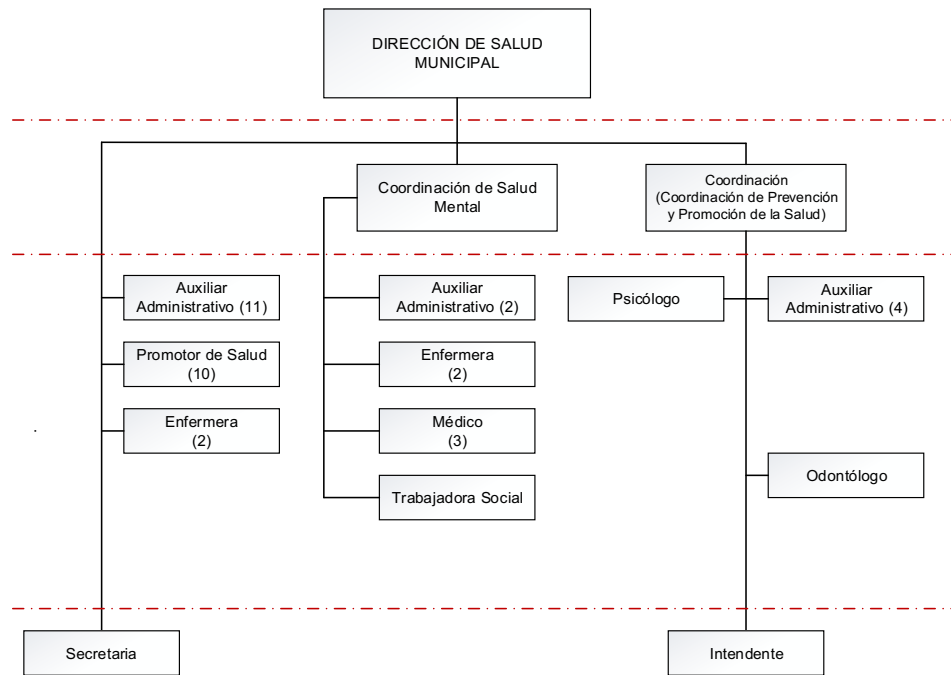 DIRECCIÓN DE SALUD
MUNICIPAL
Coordinación de Salud
Mental
Coordinación
(Coordinación de Prevención
y Promoción de la Salud)
Auxiliar
Administrativo (11)
Auxiliar
Administrativo (2)
Psicólogo
Auxiliar
Administrativo (4)
Promotor de Salud
(10)
Enfermera
(2)
Enfermera
(2)
Médico
(3)
Odontólogo
Trabajadora Social
Secretaria
Intendente